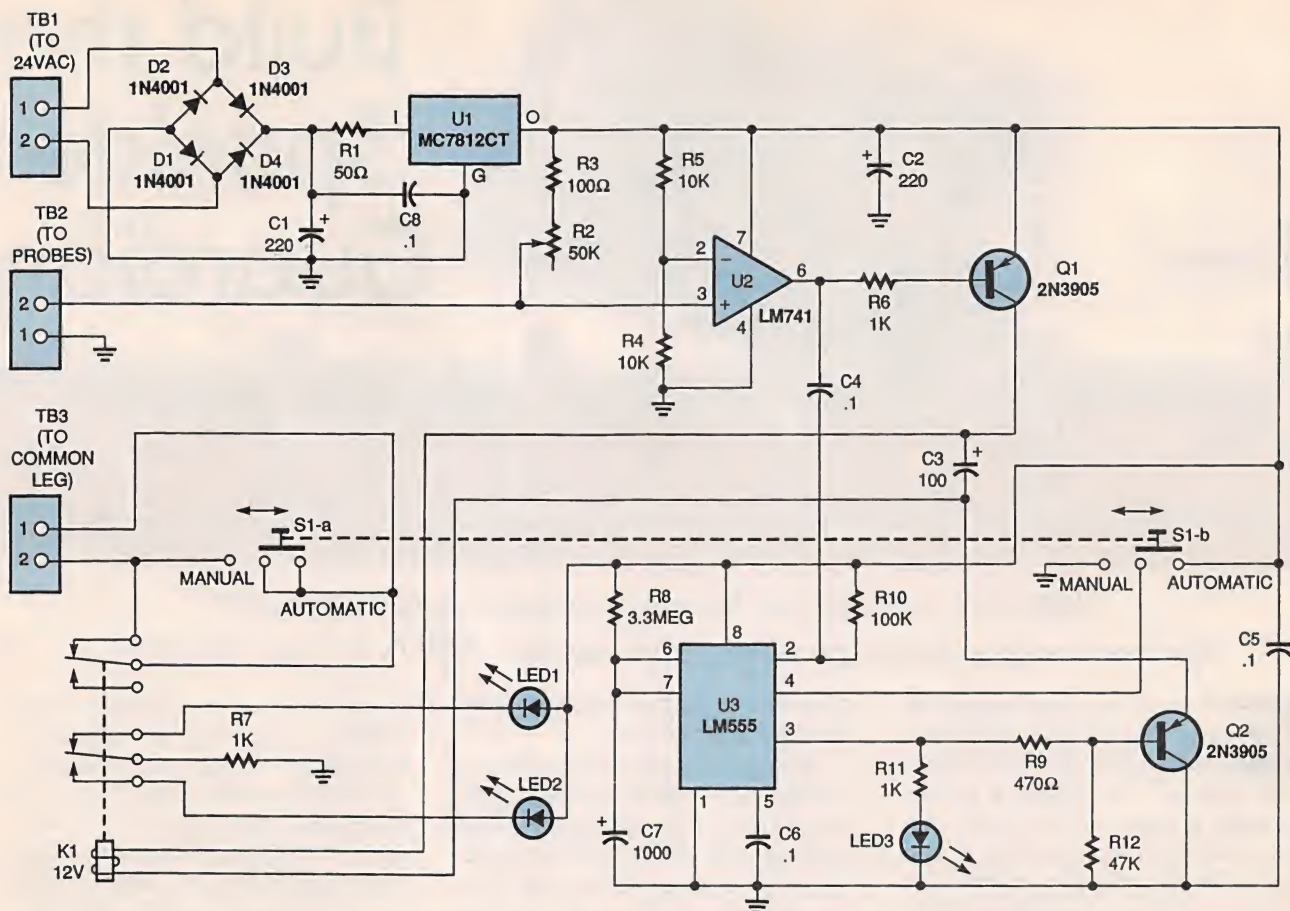 TB1
(TO
24VAC)
1
2
D2
1N4001
D3
1N4001
D1
1N4001
D4
1N4001
R1
50Ω
I
U1
MC7812CT
O
G
C1
220
+
C8
.1
R3
100Ω
R2
50K
R5
10K
R4
10K
2
−
3
+
7
U2
4
6
LM741
+
C2
220
R6
1K
Q1
2N3905
C4
.1
TB2
(TO
PROBES)
2
1
TB3
(TO
COMMON
LEG)
1
2
S1-a
MANUAL
AUTOMATIC
C3
100
+
S1-b
MANUAL
AUTOMATIC
R8
3.3MEG
R10
100K
C5
.1
6
7
8
2
4
3
U3
LM555
1
5
LED1
LED2
R7
1K
K1
12V
+
C7
1000
C6
.1
R11
1K
LED3
R9
470Ω
R12
47K
Q2
2N3905